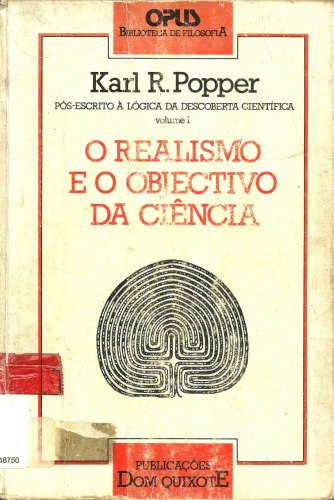 OPUS
BIBLIOTECA DE FILOSOFIA
Karl R. Popper
PÓS-ESCRITO À LÓGICA DA DESCOBERTA CIENTÍFICA
volume I
O REALISMO
E O OBJECTIVO
DA CIÊNCIA
48750
PUBLICAÇÕES
DOM QUIXOTE